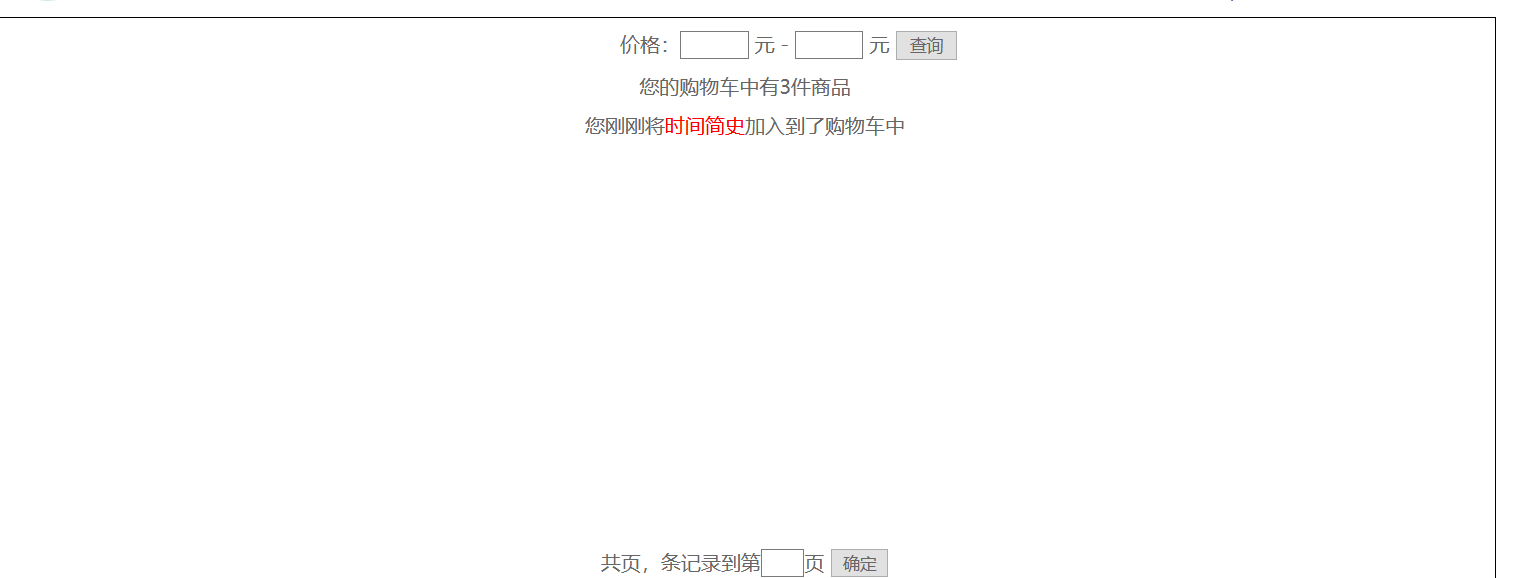 价格： 元 - 元 查询
您的购物车中有3件商品
您刚刚将时间简史加入到了购物车中
共页，条记录到第 页 确定